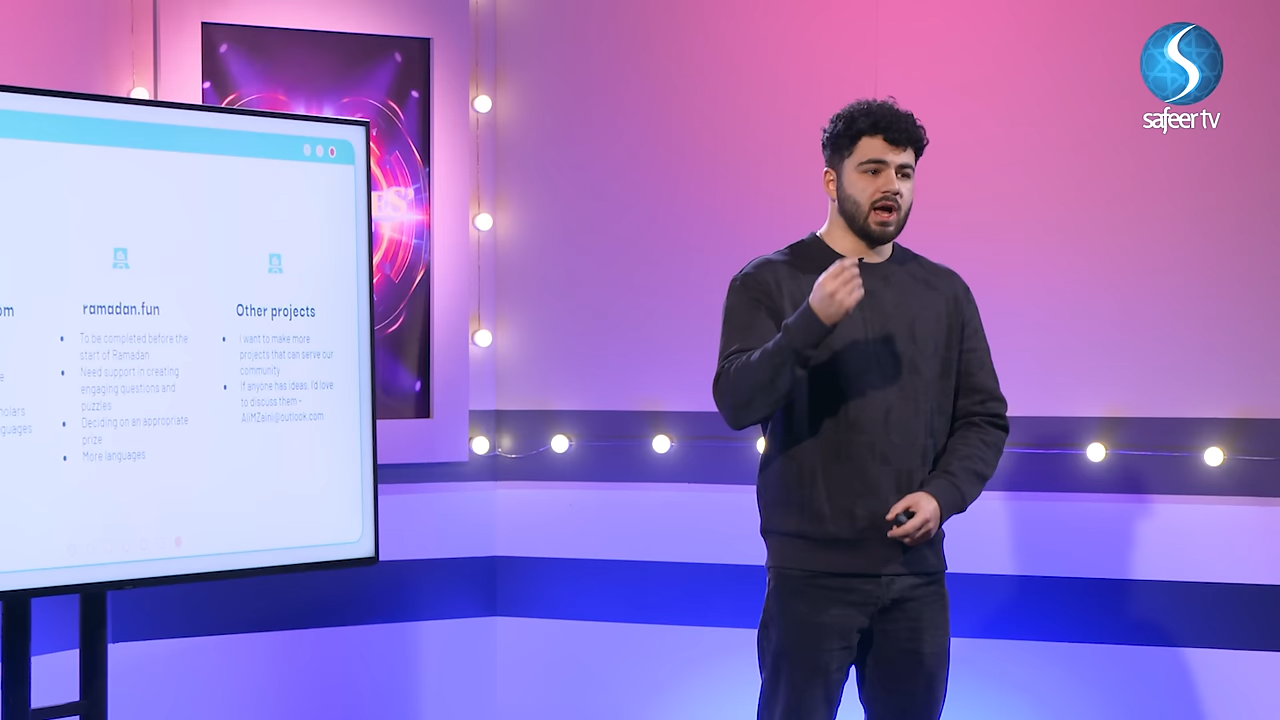 safeer tv
om
holars
guages
ramadan.fun
To be completed before the
start of Ramadan
Need support in creating
engaging questions and
puzzles
Deciding on an appropriate
prize
More languages
Other projects
I want to make more
projects that can serve our
community
If anyone has ideas, I'd love
to discuss them -
AliMZaini@outlook.com